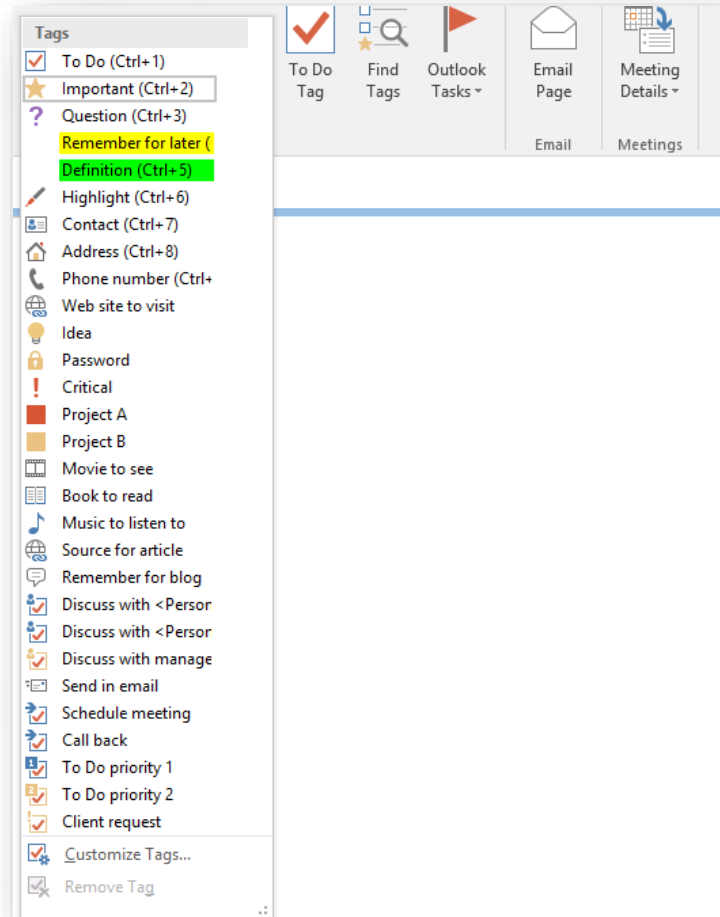 Tags
To Do (Ctrl+1)
Important (Ctrl+2)
Question (Ctrl+3)
Remember for later (
Definition (Ctrl+5)
Highlight (Ctrl+6)
Contact (Ctrl+7)
Address (Ctrl+8)
Phone number (Ctrl+
Web site to visit
Idea
Password
Critical
Project A
Project B
Movie to see
Book to read
Music to listen to
Source for article
Remember for blog
Discuss with <Person
Discuss with <Person
Discuss with manage
Send in email
Schedule meeting
Call back
To Do priority 1
To Do priority 2
Client request
Customize Tags...
Remove Tag
To Do
Tag
Find
Tags
Outlook
Tasks
Email
Page
Email
Meeting
Details
Meetings